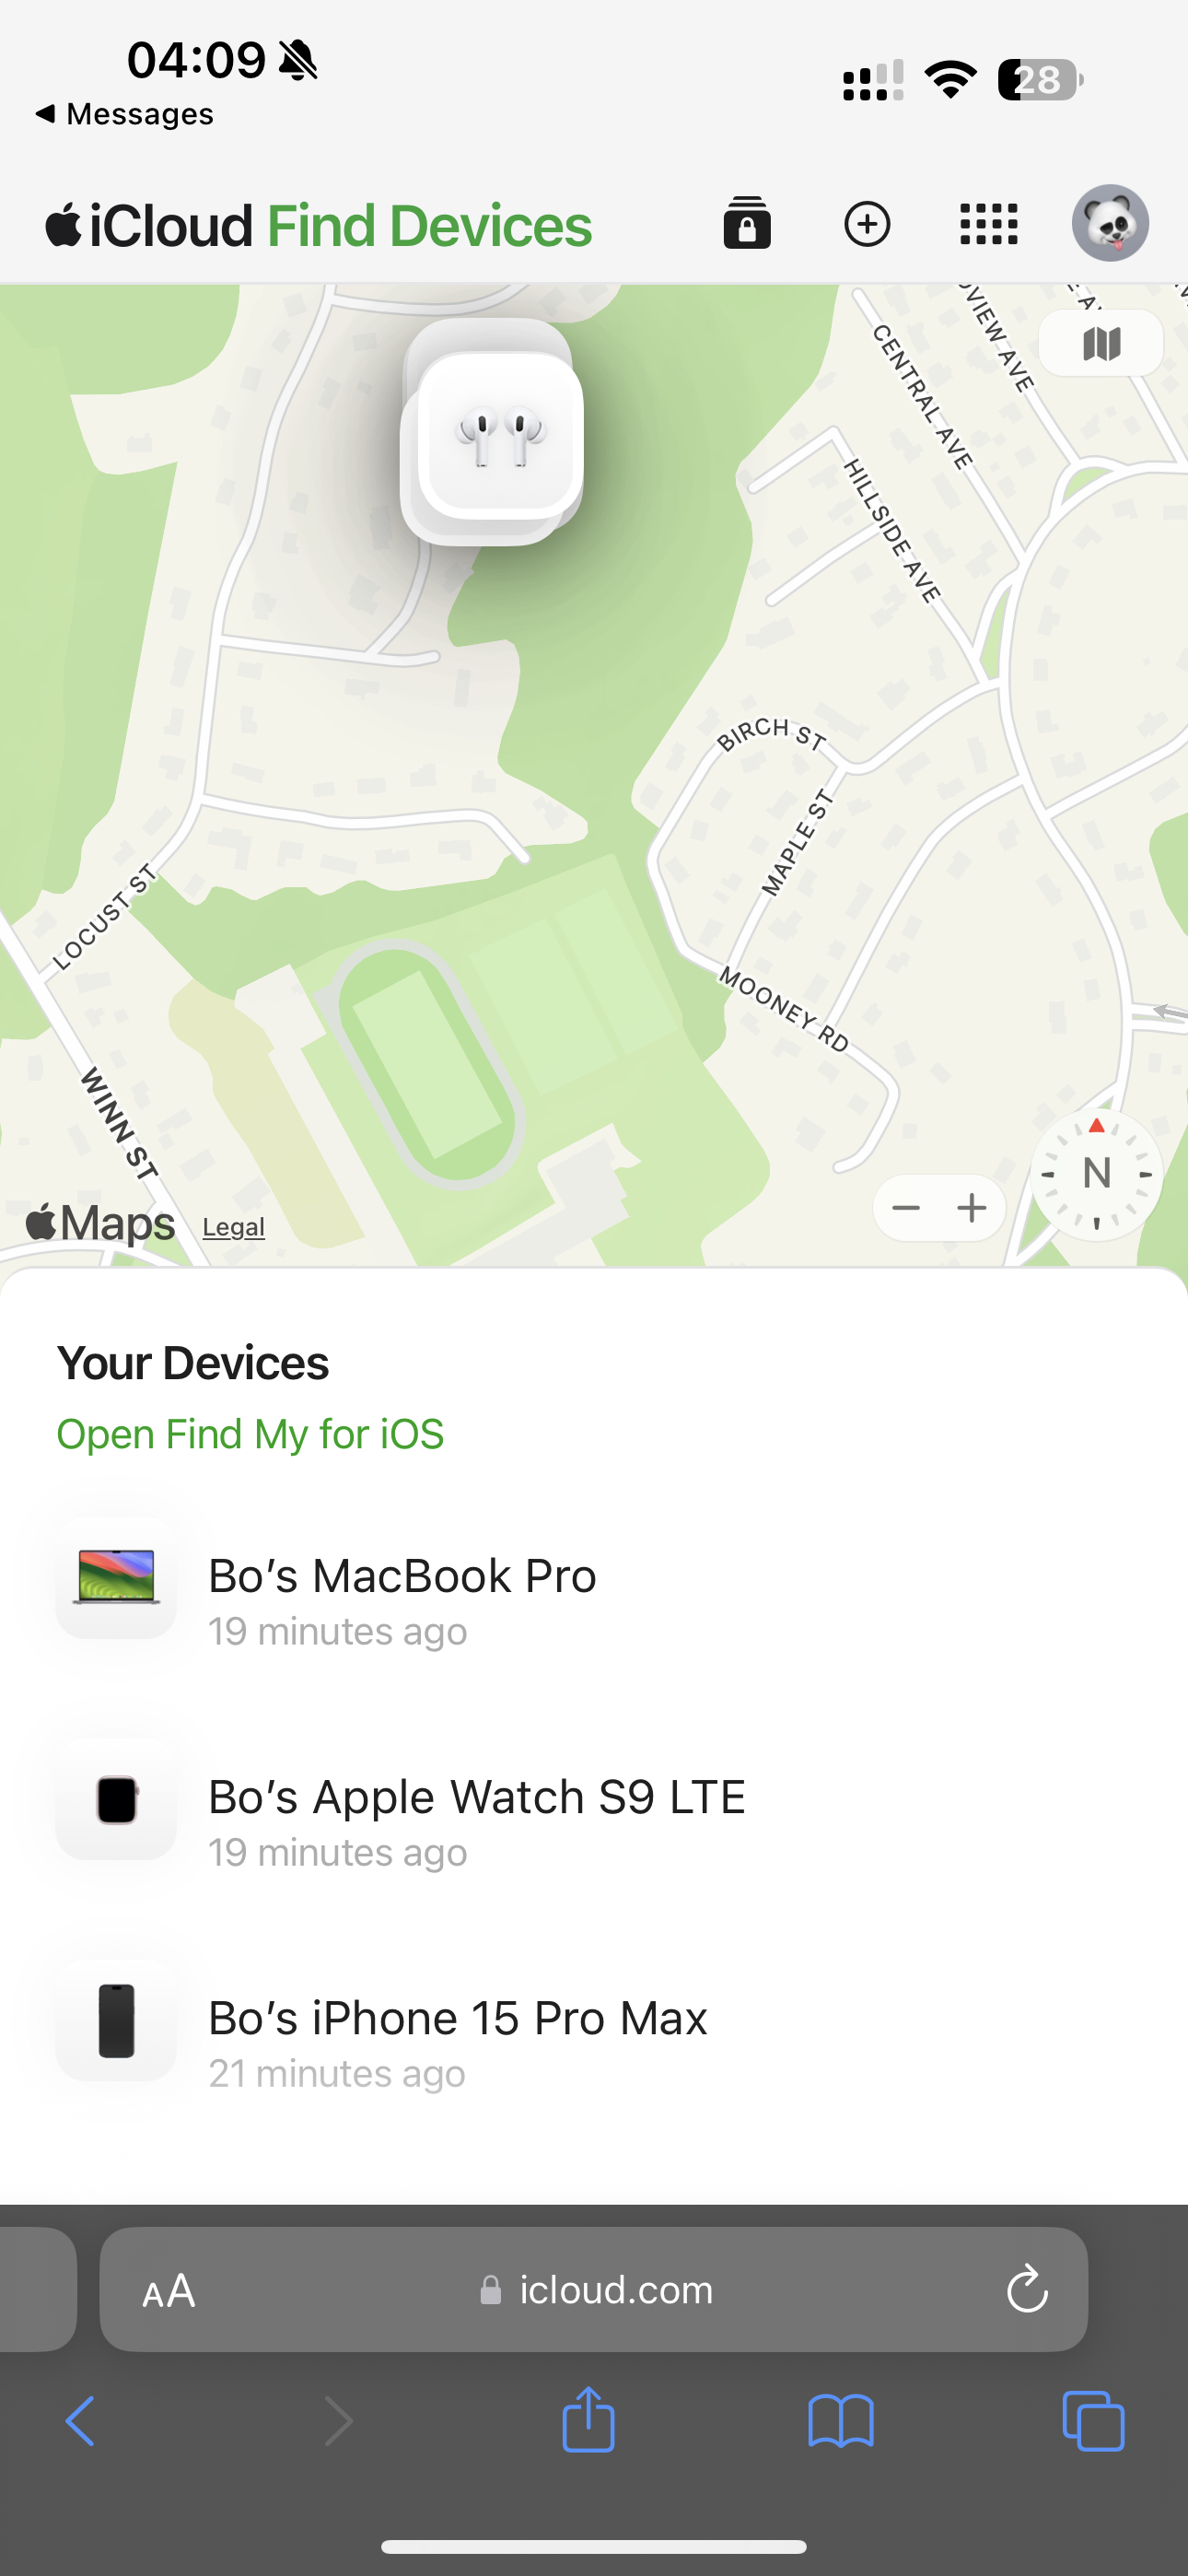 04:09
28
Messages
iCloud Find Devices
CENTRAL AVE
HILLSIDE AVE
BIRCH ST
MAPLE ST
LOCUST ST
MOONEY RD
WINN ST
N
Maps Legal
Your Devices
Open Find My for iOS
Bo’s MacBook Pro
19 minutes ago
Bo’s Apple Watch S9 LTE
19 minutes ago
Bo’s iPhone 15 Pro Max
21 minutes ago
AA icloud.com